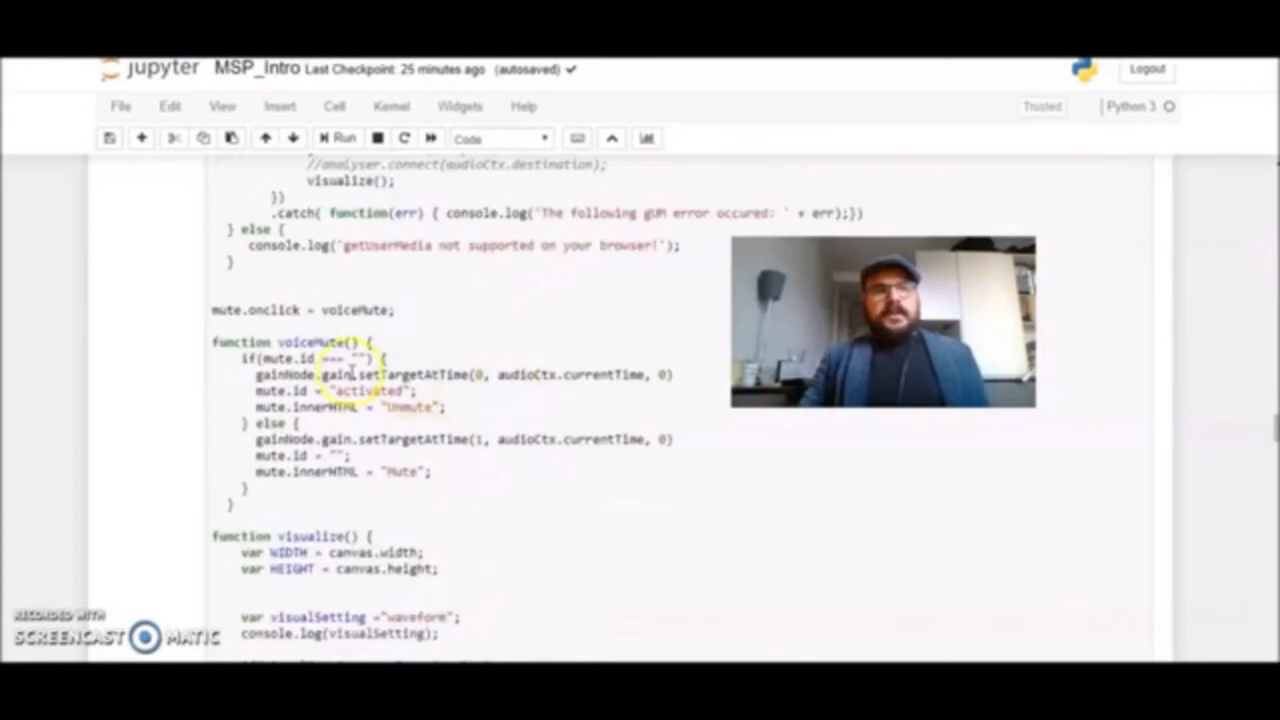 jupyter MSP_Intro Last Checkpoint: 25 minutes ago (autosaved)
Logout
File Edit View Insert Cell Kernel Widgets Help
Trusted
Python 3
Run
Code
//analyser.connect(audioCtx.destination);
visualize();
})
.catch( function(err) { console.log('The following gUM error occured: ' + err);})
} else {
console.log('getUserMedia not supported on your browser!');
}
mute.onclick = voiceMute;
function voiceMute() {
if(mute.id === "") {
gainNode.gain.setTargetAtTime(0, audioCtx.currentTime, 0)
mute.id = "activated";
mute.innerHTML = "Unmute";
} else {
gainNode.gain.setTargetAtTime(1, audioCtx.currentTime, 0)
mute.id = "";
mute.innerHTML = "Mute";
}
}
function visualize() {
var WIDTH = canvas.width;
var HEIGHT = canvas.height;
var visualSetting ="waveform";
console.log(visualSetting);
RECORDED WITH
SCREENCAST MATIC